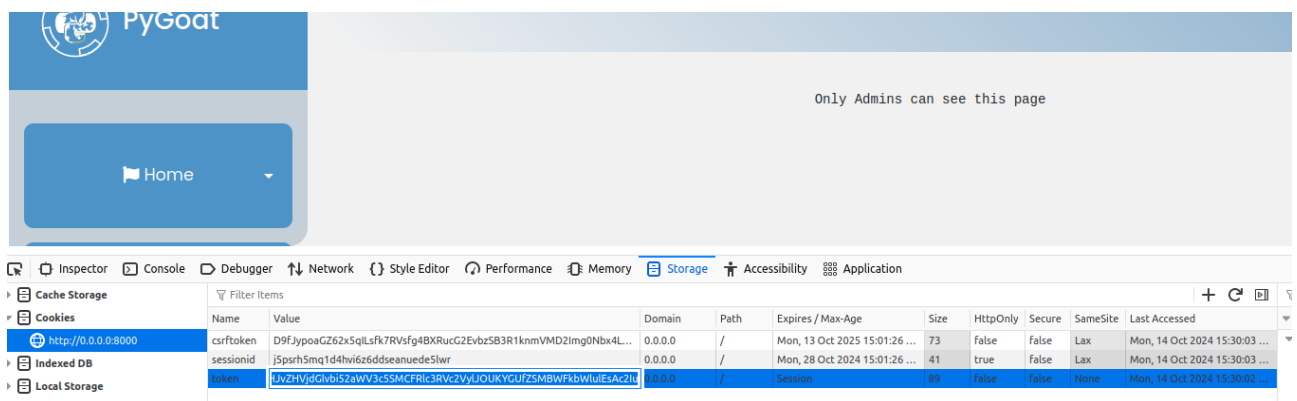 PyGoat
Only Admins can see this page
Home
Inspector Console Debugger Network Style Editor Performance Memory Storage Accessibility Application
Cache Storage
Filter Items
Cookies
Name Value Domain Path Expires / Max-Age Size HttpOnly Secure SameSite Last Accessed
http://0.0.0.0:8000
csrftoken 0.0.0.0 / Mon, 13 Oct 2025 15:01:26 ... 73 false false Lax Mon, 14 Oct 2024 15:30:03 ...
sessionid j5psrh5mq1d4hvi6z6ddseanuede5lwr 0.0.0.0 / Mon, 28 Oct 2024 15:01:26 ... 41 true false Lax Mon, 14 Oct 2024 15:30:03 ...
Indexed DB
token 0.0.0.0 / Session 89 false false None Mon, 14 Oct 2024 15:30:02 ...
Local Storage